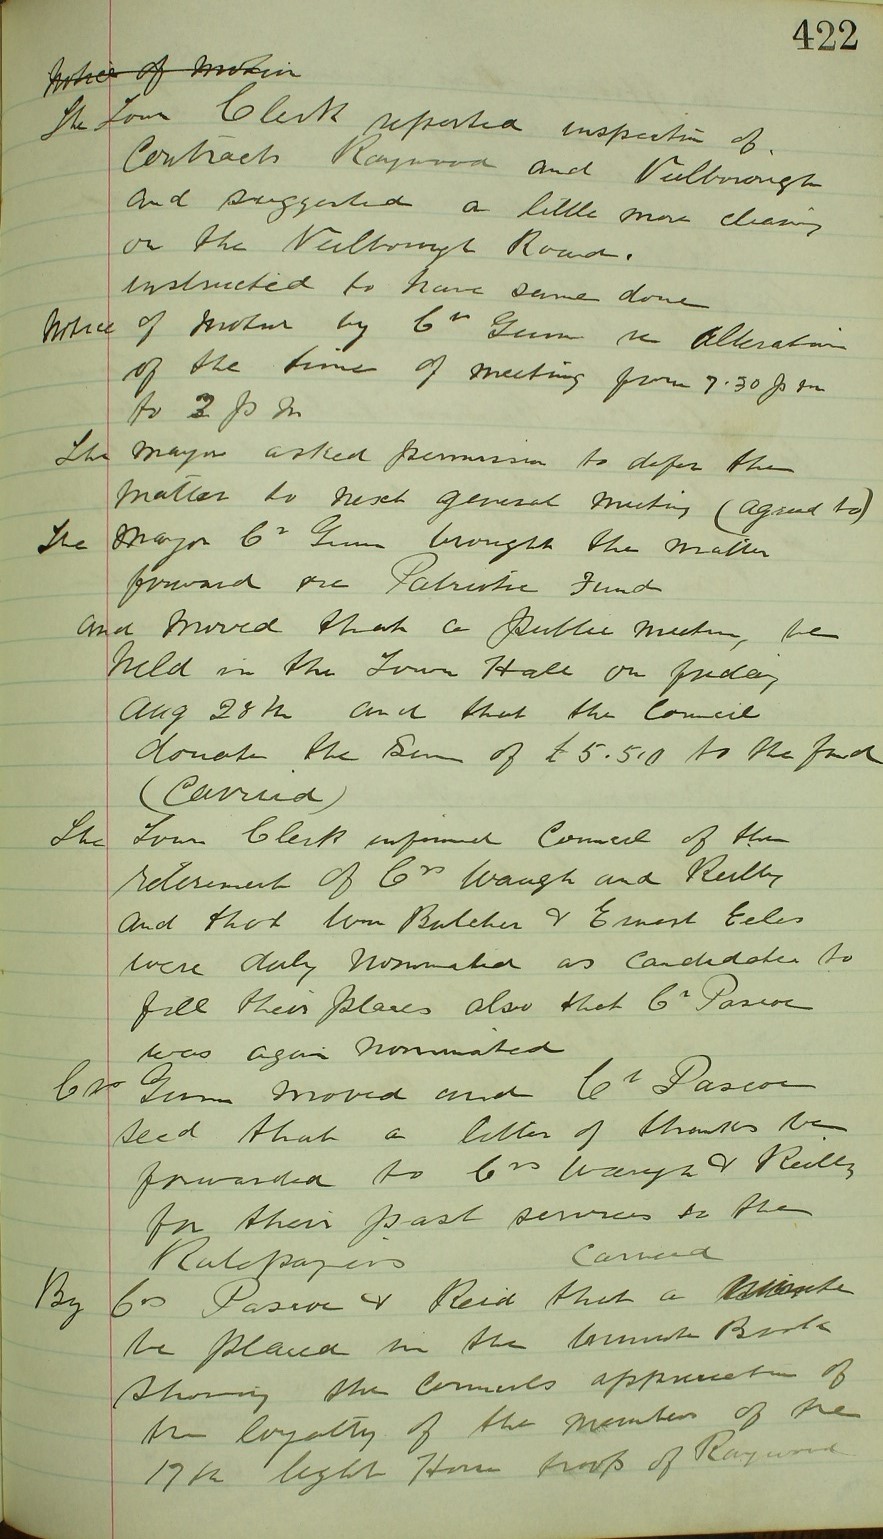 422
Notice of Motion
The Town Clerk reported inspection of
Contracts Raywood and Neilborough
and suggested a little more clearing
on the Neilborough Road.
instructed to have same done
Notice of motion by Cr Gunn re alteration
of the time of meeting from 7.30 p m
to 2 p m
The Mayor asked permission to defer the
matter to next general meeting (agreed to)
The Mayor Cr Gunn brought the matter
forward re Patriotic Fund
and moved that a public meeting be
held in the Town Hall on friday
Aug 28th and that the Council
donate the Sum of £5.5.0 to the fund
(Carried)
The Town Clerk informed Council of the
retirement of Crs Waugh and Reilly
and that Wm Butcher & Ernest Eeles
were duly nominated as candidates to
fill their places also that Cr Pascoe
was again nominated
Crs Gunn moved and Cr Pascoe
secd that a letter of thanks be
forwarded to Crs Waugh & Reilly
for their past services to the
Ratepayers Carried
By Crs Pascoe & Reid that a minute
be placed in the minute Book
showing the Councils appreciation of
the loyalty of the members of the
17th light Horse troop of Raywood